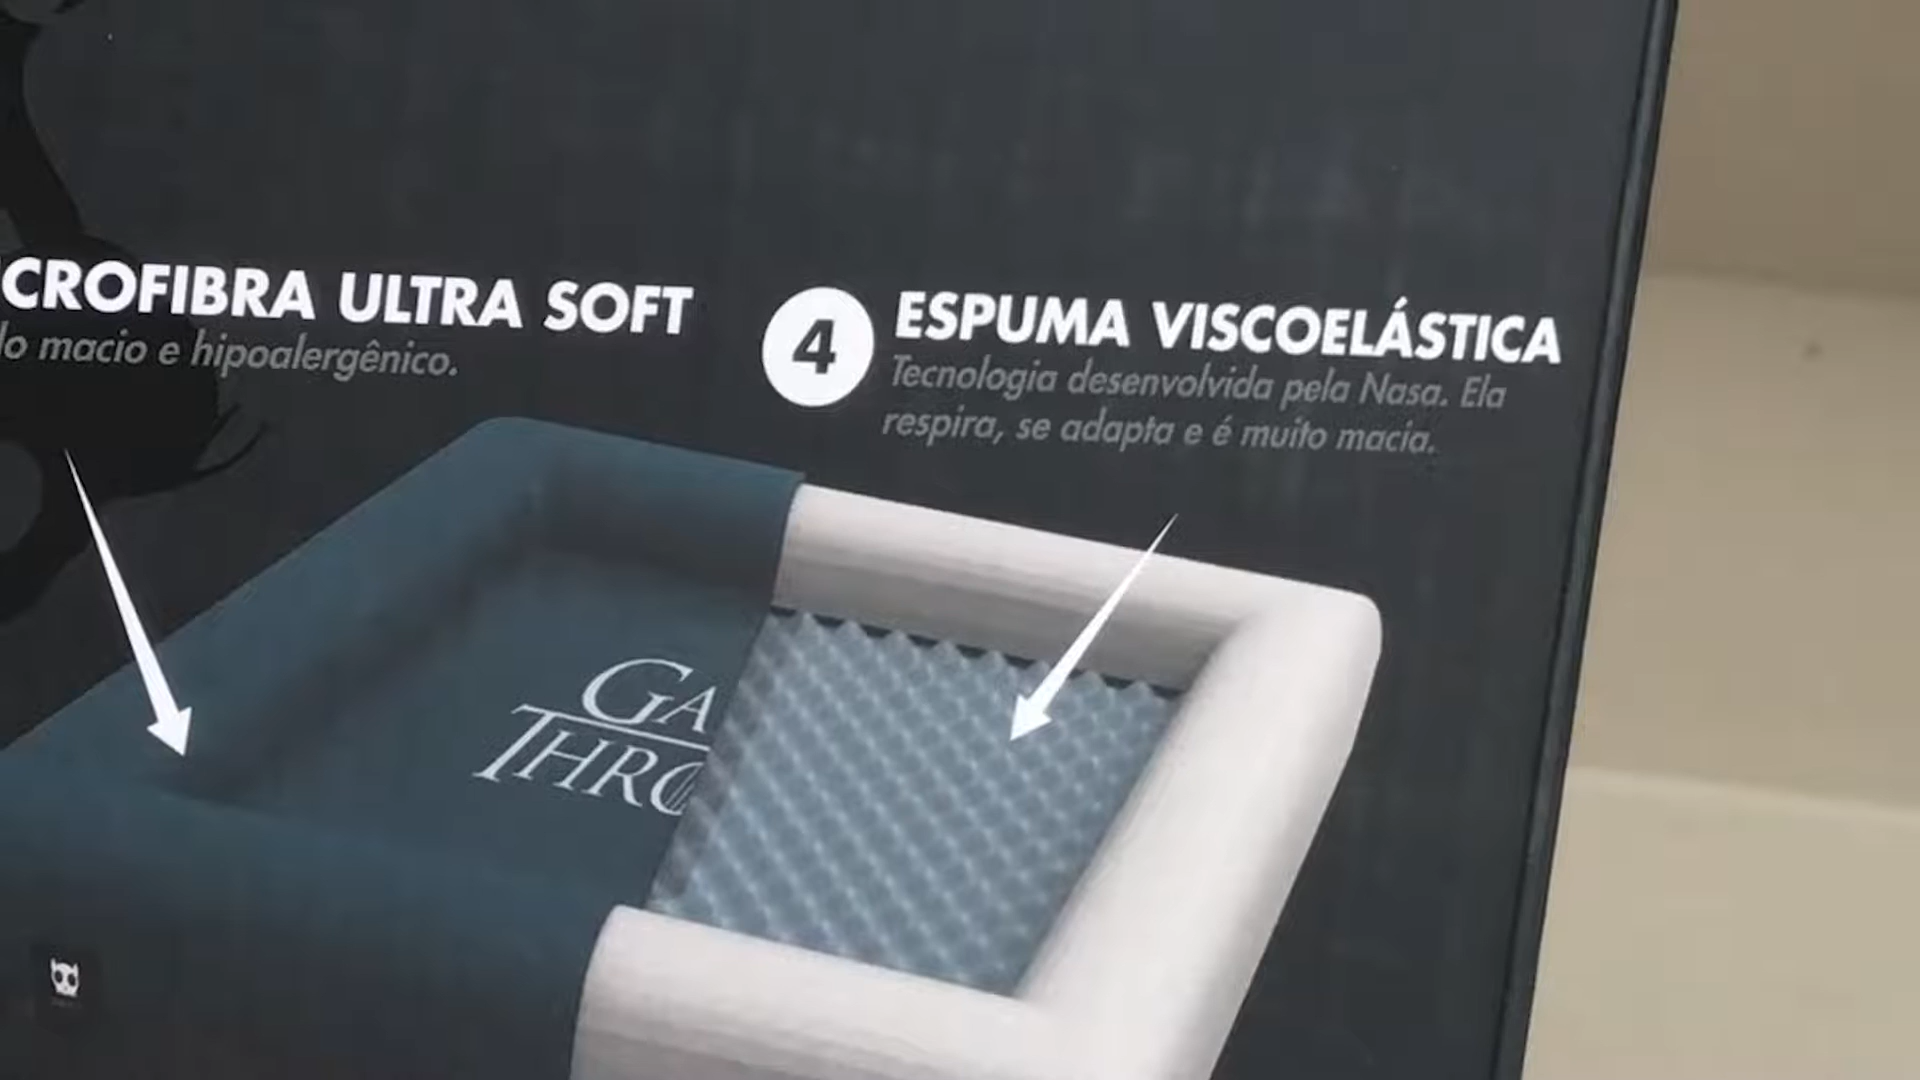 CROFIBRA ULTRA SOFT
do macio e hipoalergênico.
4
ESPUMA VISCOELÁSTICA
Tecnologia desenvolvida pela Nasa. Ela
respira, se adapta e é muito macia.
GA
THRO